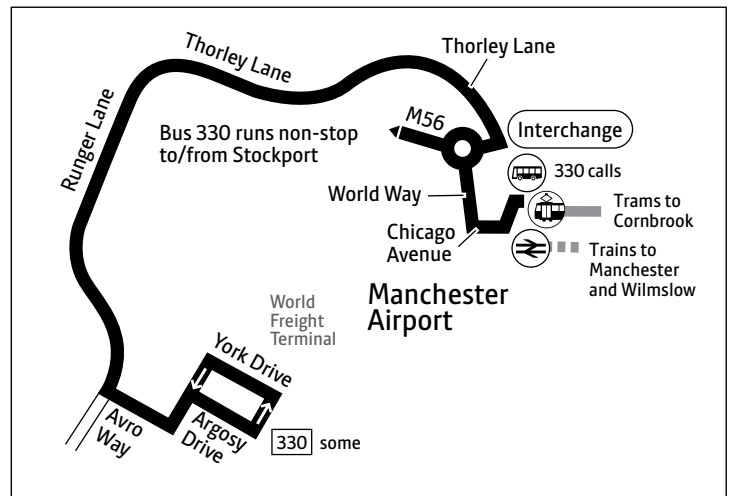 Thorley Lane
Thorley Lane
Runger Lane
M56
Interchange
Bus 330 runs non-stop
to/from Stockport
330 calls
World Way
Trams to
Cornbrook
Chicago
Avenue
Trains to
Manchester
and Wilmslow
Manchester
Airport
World
Freight
Terminal
York Drive
Avro
Way
Argosy
Drive
330 some